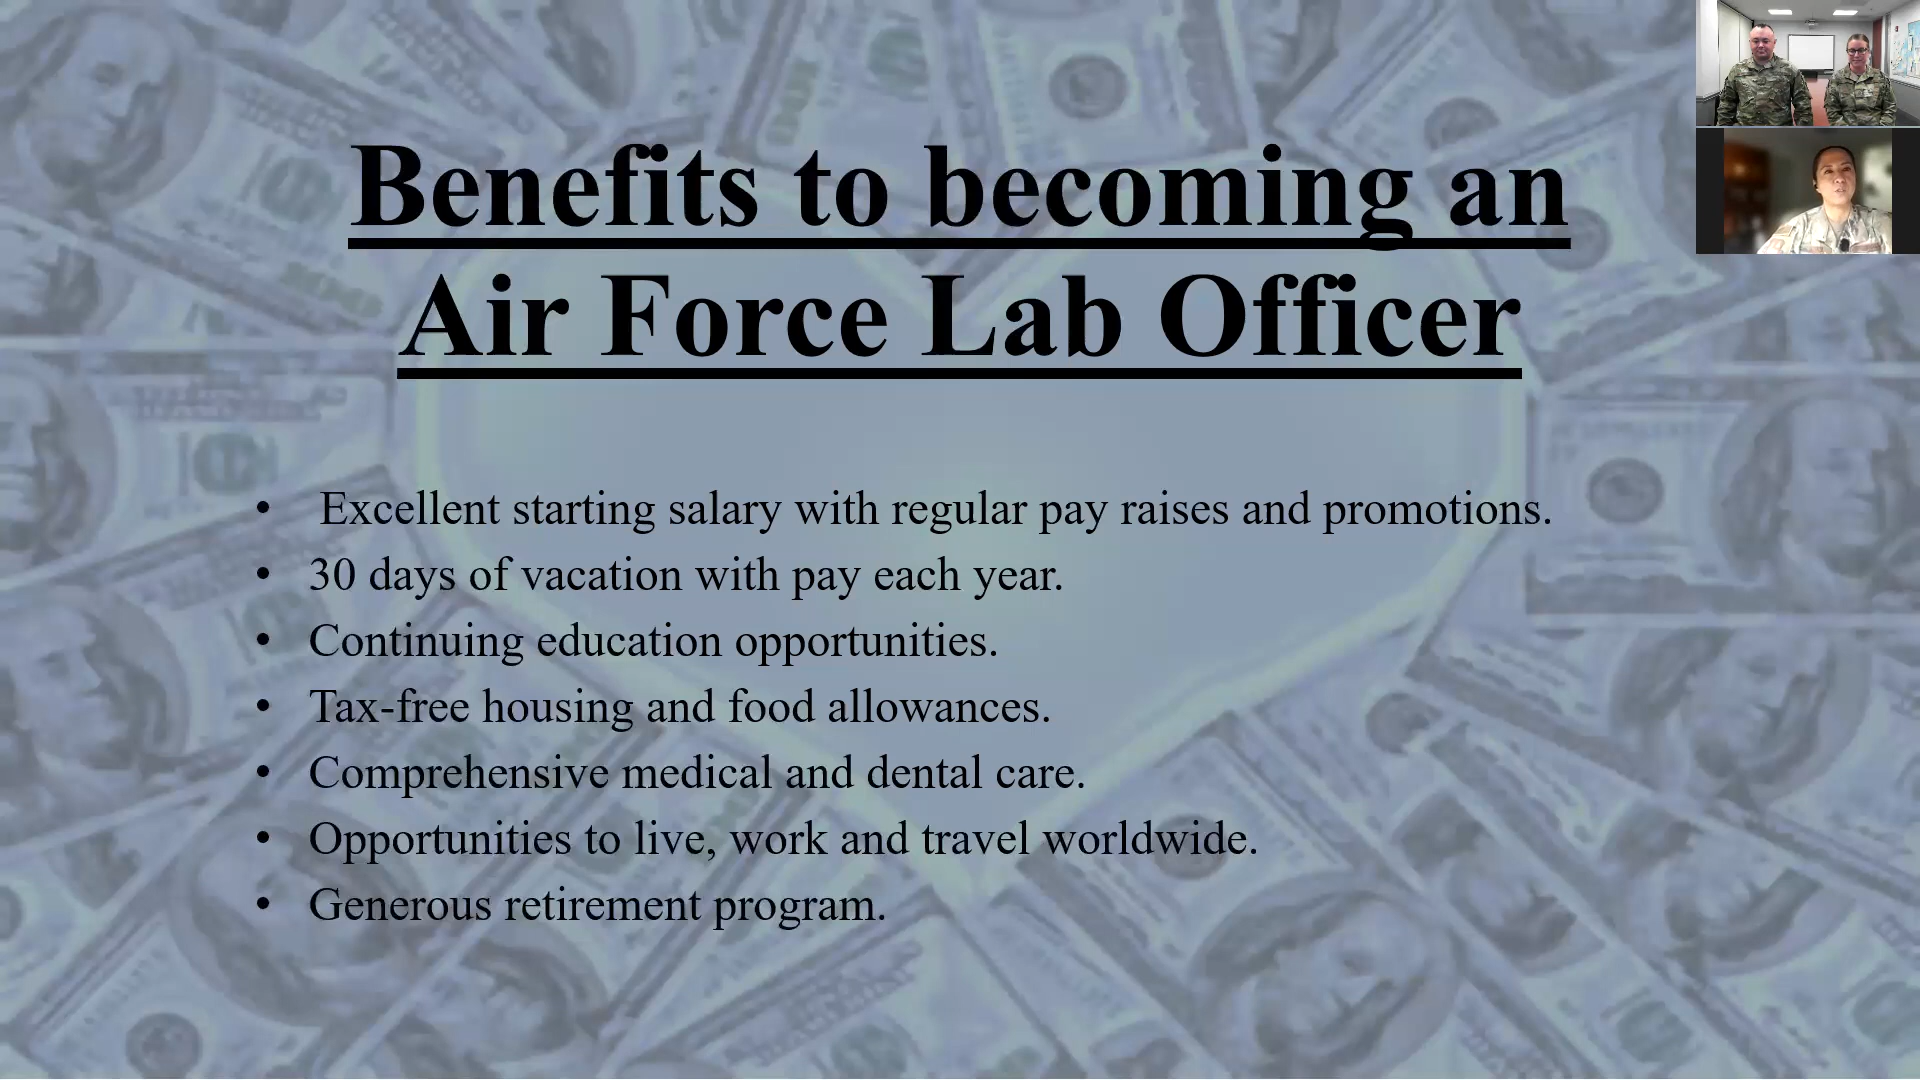 Benefits to becoming an
Air Force Lab Officer
• Excellent starting salary with regular pay raises and promotions.
• 30 days of vacation with pay each year.
• Continuing education opportunities.
• Tax-free housing and food allowances.
• Comprehensive medical and dental care.
• Opportunities to live, work and travel worldwide.
• Generous retirement program.